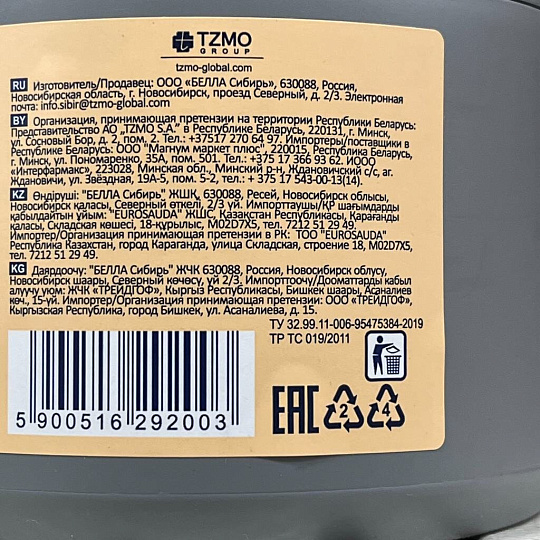 TZMO
GROUP
tzmo-global.com
RU Изготовитель/Продавец: ООО «БЕЛЛА Сибирь», 630088, Россия,
Новосибирская область, г. Новосибирск, проезд Северный, д. 2/3. Электронная
почта: info.sibir@tzmo-global.com
BY Организация, принимающая претензии на территории Республики Беларусь:
Представительство АО „TZMO S.A.” в Республике Беларусь, 220131, г. Минск,
ул. Сосновый Бор, д. 2, пом. 2. Тел.: +37517 270 64 97. Импортеры/поставщики в
Республику Беларусь: ООО "Магнум маркет плюс", 220015, Республика Беларусь,
г. Минск, ул. Пономаренко, 35А, пом. 501. Тел.: +375 17 366 93 62. ИООО
«Интерфармакс», 223028, Минская обл., Минский р-н, Ждановичский с/с, аг.
Ждановичи, ул. Звёздная, 19А-5, пом. 5-2, тел.: +375 17 543-00-13(14).
KZ Өндіруші: "БЕЛЛА Сибирь" ЖШҚ, 630088, Ресей, Новосібір облысы,
Новосібір қаласы, Северный өткелі, 2/3 үй. Импорттаушы/ҚР шағымдарды
қабылдайтын ұйым: "EUROSAUDA" ЖШС, Қазақстан Республикасы, Қарағанды
қаласы, Складская көшесі, 18-құрылыс, M02D7X5, тел. 7212 51 29 49.
Импортер/Организация принимающая претензии в РК: ТОО "EUROSAUDA"
Республика Казахстан, город Караганда, улица Складская, строение 18, M02D7X5,
тел. 7212 51 29 49.
KG Даярдоочу: "БЕЛЛА Сибирь" ЖЧК 630088, Россия, Новосибирск облусу,
Новосибирск шаары, Северный көчөсү, үй 2/3. Импорттоочу/Дооматтарды кабыл
алуучу уюм: ЖЧК «ТРЕЙДГОФ», Кыргыз Республикасы, Бишкек шаары, Асаналиев
көч., 15-үй. Импортер/Организация принимающая претензии: ООО «ТРЕЙДГОФ»,
Кыргызская Республика, город Бишкек, ул. Асаналиева, д. 15.
ТУ 32.99.11-006-95475384-2019
ТР ТС 019/2011
5 900516 292003
EAC 2 4